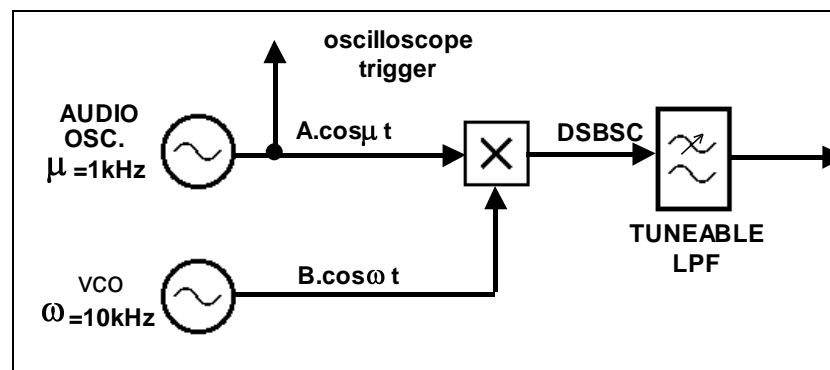 oscilloscope
trigger
AUDIO
OSC.
μ =1kHz
A.cosμ t
DSBSC
TUNEABLE
LPF
VCO
ω =10kHz
B.cosω t